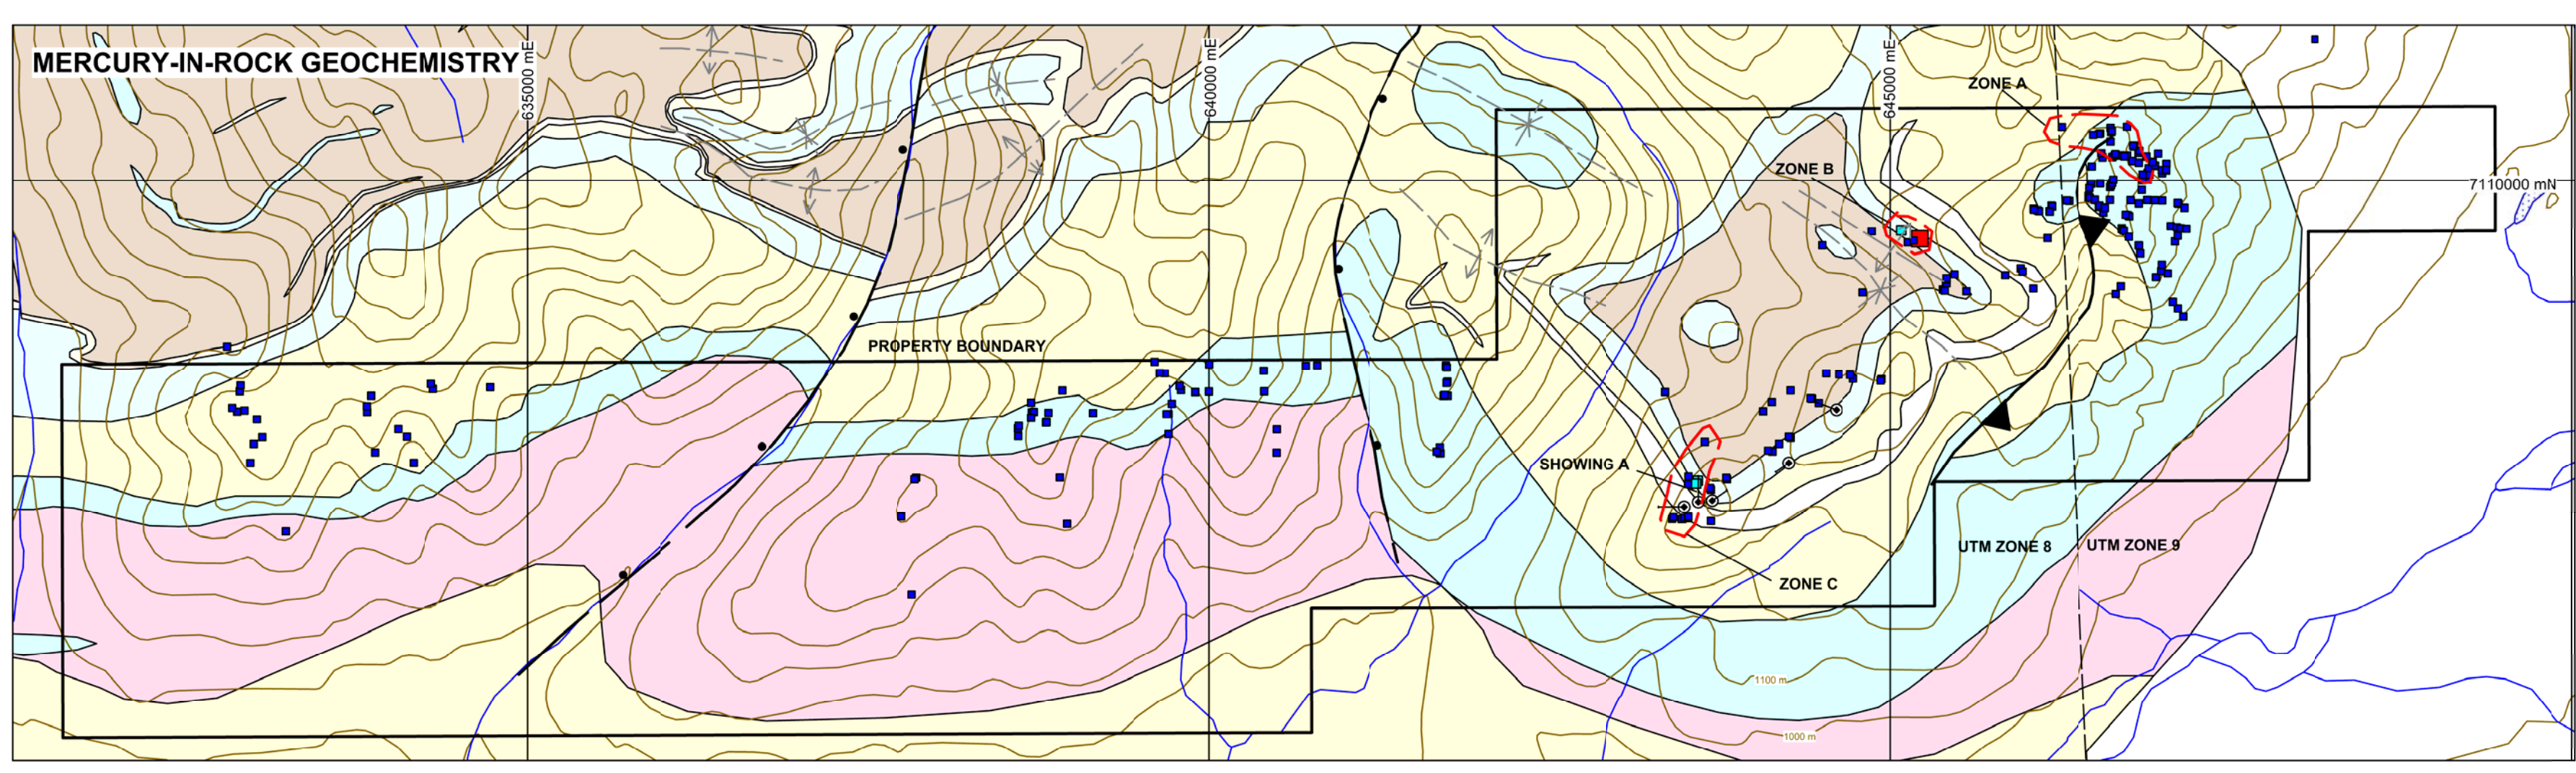 MERCURY-IN-ROCK GEOCHEMISTRY
635000 mE
640000 mE
645000 mE
ZONE A
ZONE B
7110000 mN
PROPERTY BOUNDARY
SHOWING A
UTM ZONE 8
UTM ZONE 9
ZONE C
1100 m
1000 m